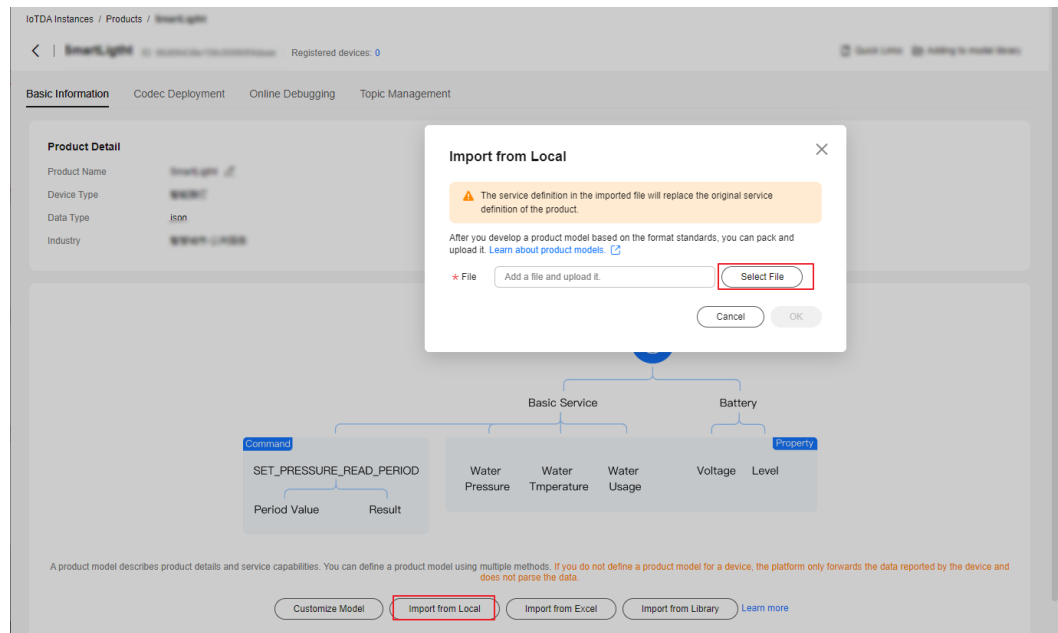 IoTDA Instances / Products /
Registered devices: 0
Basic Information Codec Deployment Online Debugging Topic Management
Product Detail
Product Name
Device Type
Data Type json
Industry
Import from Local
The service definition in the imported file will replace the original service
definition of the product.
After you develop a product model based on the format standards, you can pack and
upload it. Learn about product models.
* File Add a file and upload it. Select File
Cancel OK
Basic Service Battery
Command Property
SET_PRESSURE_READ_PERIOD
Water Water Water Voltage Level
Pressure Tmperature Usage
Period Value Result
A product model describes product details and service capabilities. You can define a product model using multiple methods. If you do not define a product model for a device, the platform only forwards the data reported by the device and
does not parse the data.
Customize Model Import from Local Import from Excel Import from Library Learn more